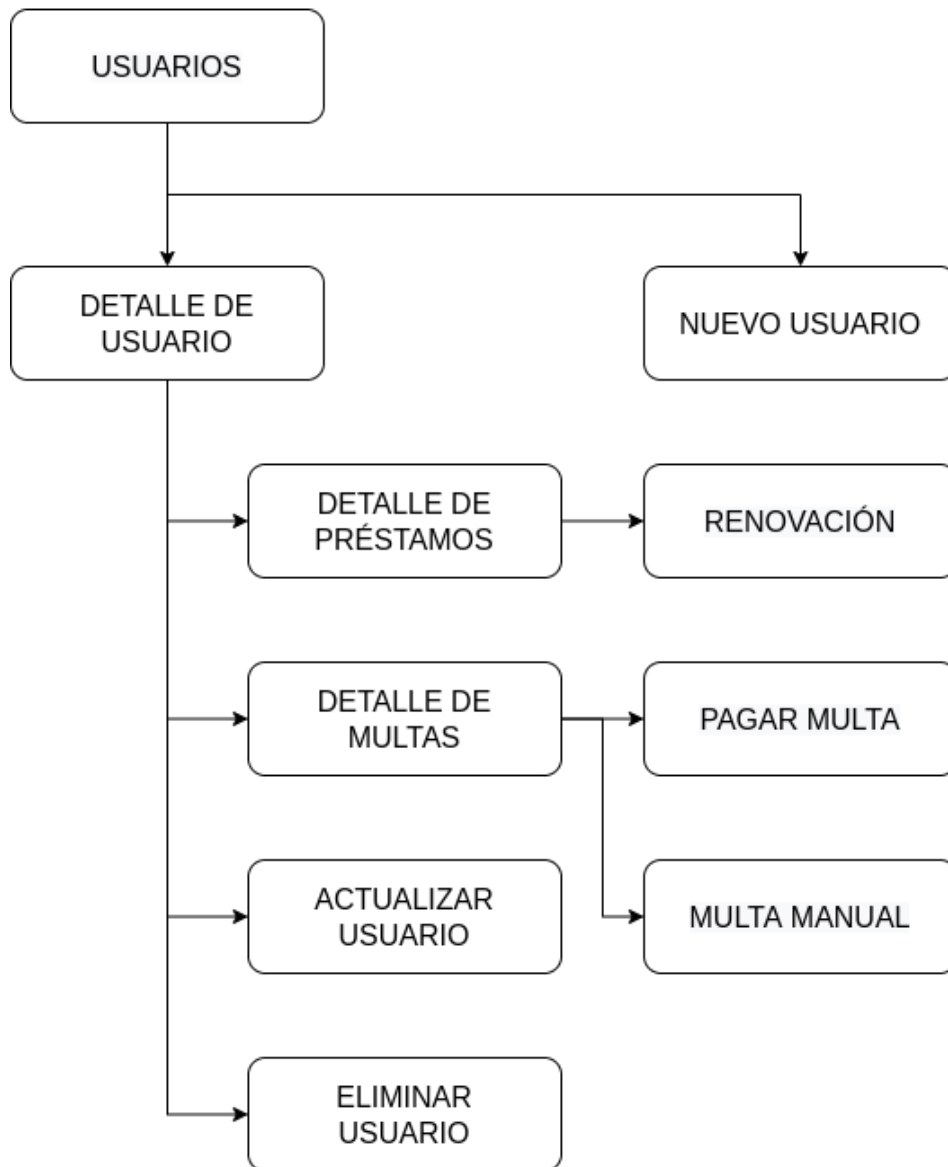 USUARIOS
DETALLE DE
USUARIO
NUEVO USUARIO
DETALLE DE
PRÉSTAMOS
RENOVACIÓN
DETALLE DE
MULTAS
PAGAR MULTA
ACTUALIZAR
USUARIO
MULTA MANUAL
ELIMINAR
USUARIO